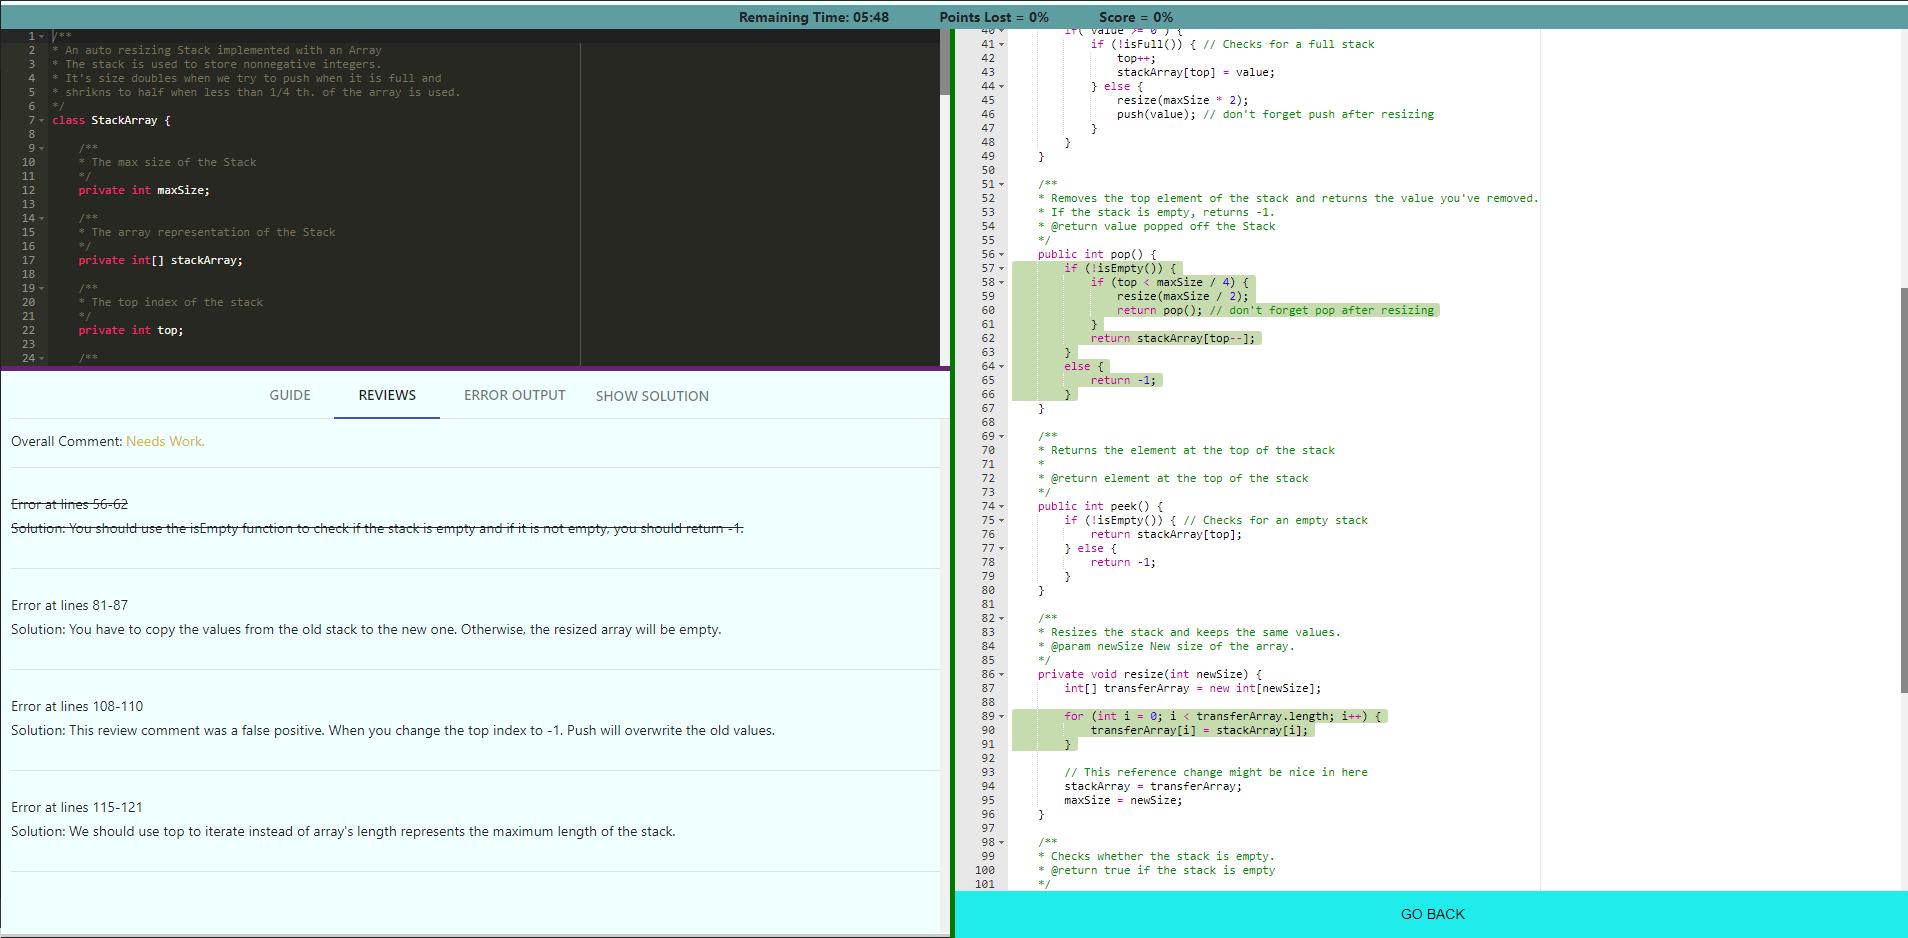 Remaining Time: 05:48 Points Lost = 0% Score = 0%
1 /**
2 * An auto resizing Stack implemented with an Array
3 * The stack is used to store nonnegative integers.
4 * It's size doubles when we try to push when it is full and
5 * shrikns to half when less than 1/4 th. of the array is used.
6 */
7 class StackArray {
8
9 /**
10 * The max size of the Stack
11 */
12 private int maxSize;
13
14 /**
15 * The array representation of the Stack
16 */
17 private int[] stackArray;
18
19 /**
20 * The top index of the stack
21 */
22 private int top;
23
24 /**
GUIDE REVIEWS ERROR OUTPUT SHOW SOLUTION
Overall Comment: Needs Work.
Error at lines 56-62
Solution: You should use the isEmpty function to check if the stack is empty and if it is not empty, you should return -1.
Error at lines 81-87
Solution: You have to copy the values from the old stack to the new one. Otherwise, the resized array will be empty.
Error at lines 108-110
Solution: This review comment was a false positive. When you change the top index to -1. Push will overwrite the old values.
Error at lines 115-121
Solution: We should use top to iterate instead of array's length represents the maximum length of the stack.
40 if( value >= 0 ) {
41 if (!isFull()) { // Checks for a full stack
42 top++;
43 stackArray[top] = value;
44 } else {
45 resize(maxSize * 2);
46 push(value); // don't forget push after resizing
47 }
48 }
49 }
50
51 /**
52 * Removes the top element of the stack and returns the value you've removed.
53 * If the stack is empty, returns -1.
54 * @return value popped off the Stack
55 */
56 public int pop() {
57 if (!isEmpty()) {
58 if (top < maxSize / 4) {
59 resize(maxSize / 2);
60 return pop(); // don't forget pop after resizing
61 }
62 return stackArray[top--];
63 }
64 else {
65 return -1;
66 }
67 }
68
69 /**
70 * Returns the element at the top of the stack
71 *
72 * @return element at the top of the stack
73 */
74 public int peek() {
75 if (!isEmpty()) { // Checks for an empty stack
76 return stackArray[top];
77 } else {
78 return -1;
79 }
80 }
81
82 /**
83 * Resizes the stack and keeps the same values.
84 * @param newSize New size of the array.
85 */
86 private void resize(int newSize) {
87 int[] transferArray = new int[newSize];
88
89 for (int i = 0; i < transferArray.length; i++) {
90 transferArray[i] = stackArray[i];
91 }
92
93 // This reference change might be nice in here
94 stackArray = transferArray;
95 maxSize = newSize;
96 }
97
98 /**
99 * Checks whether the stack is empty.
100 * @return true if the stack is empty
101 */
GO BACK